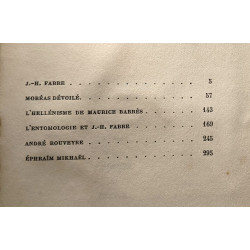 J.-H. FABRE . . . . . . . . . . 5
MORÉAS DÉVOILÉ. . . . . . . . . 57
L'HELLÉNISME DE MAURICE BARRÈS . . . . 143
L'ENTOMOLOGIE ET J.-H. FABRE . . . . . 169
ANDRÉ ROUVEYRE . . . . . . . . . 245
ÉPHRAÏM MIKHAËL . . . . . . . . . 295